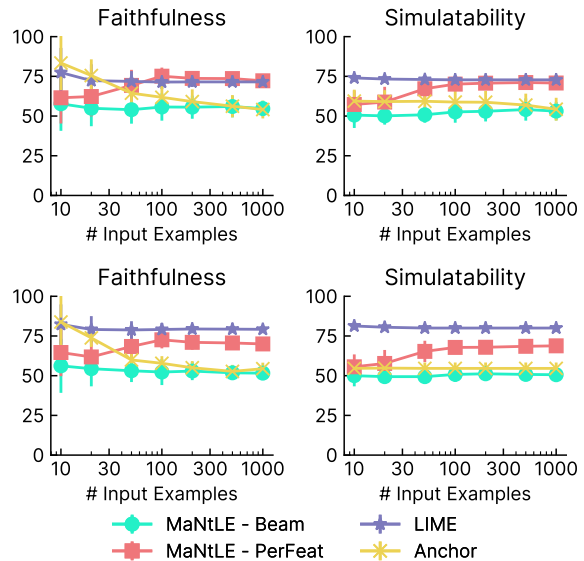 Faithfulness
Simulatability
100
75
50
25
0
10 30 100 300 1000
# Input Examples
100
75
50
25
0
10 30 100 300 1000
# Input Examples
Faithfulness
Simulatability
100
75
50
25
0
10 30 100 300 1000
# Input Examples
100
75
50
25
0
10 30 100 300 1000
# Input Examples
MaNtLE - Beam
MaNtLE - PerFeat
LIME
Anchor